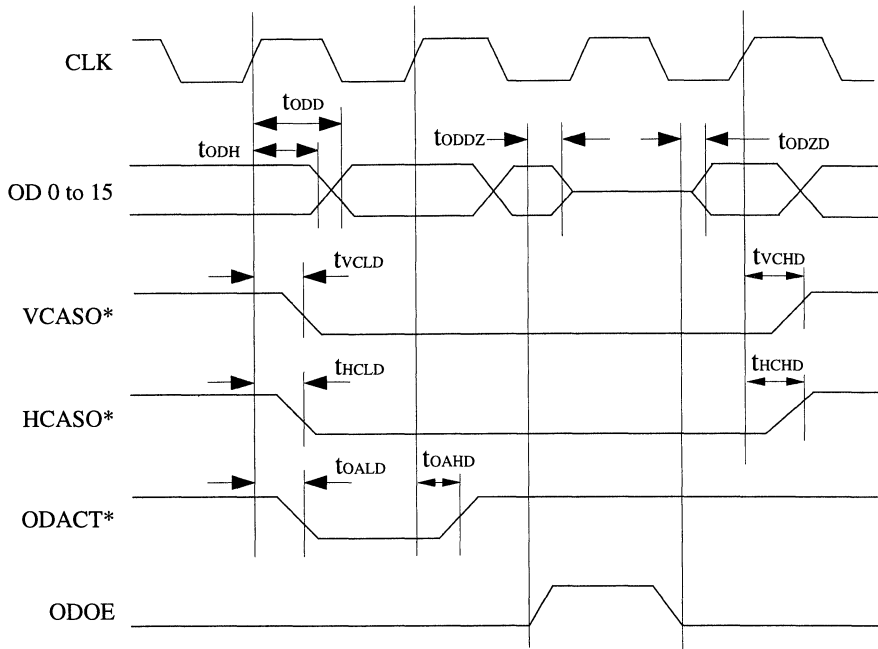 CLK
tODD
tODDZ
tODZD
tODH
OD 0 to 15
tVCLD
tVCHD
VCASO*
tHCLD
tHCHD
HCASO*
tOALD
tOAHD
ODACT*
ODOE